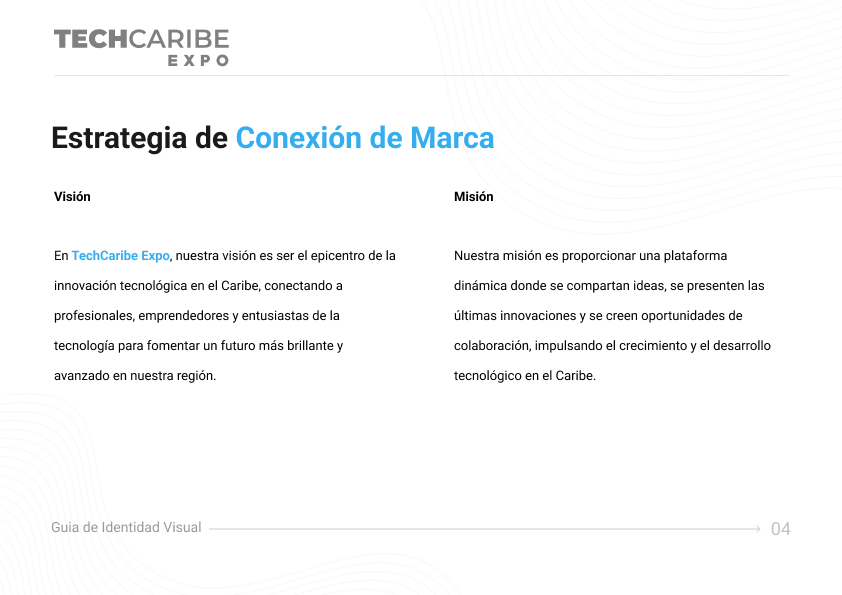 TECHCARIBE
EXPO
Estrategia de Conexión de Marca
Visión
En TechCaribe Expo, nuestra visión es ser el epicentro de la
innovación tecnológica en el Caribe, conectando a
profesionales, emprendedores y entusiastas de la
tecnología para fomentar un futuro más brillante y
avanzado en nuestra región.
Misión
Nuestra misión es proporcionar una plataforma
dinámica donde se compartan ideas, se presenten las
últimas innovaciones y se creen oportunidades de
colaboración, impulsando el crecimiento y el desarrollo
tecnológico en el Caribe.
Guia de Identidad Visual
04